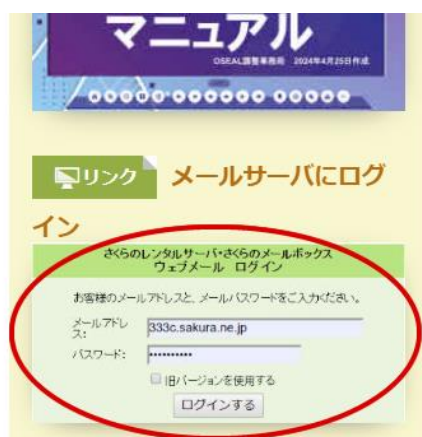 マニュアル
OSEAL調整事務所 2024年4月25日作成
リンク メールサーバにログ
イン
さくらのレンタルサーバ・さくらのメールボックス
ウェブメール ログイン
お客様のメールアドレスと、メールパスワードをご入力ください。
メールアドレ
ス:
333c.sakura.ne.jp
パスワード: ••••••••••
旧バージョンを使用する
ログインする